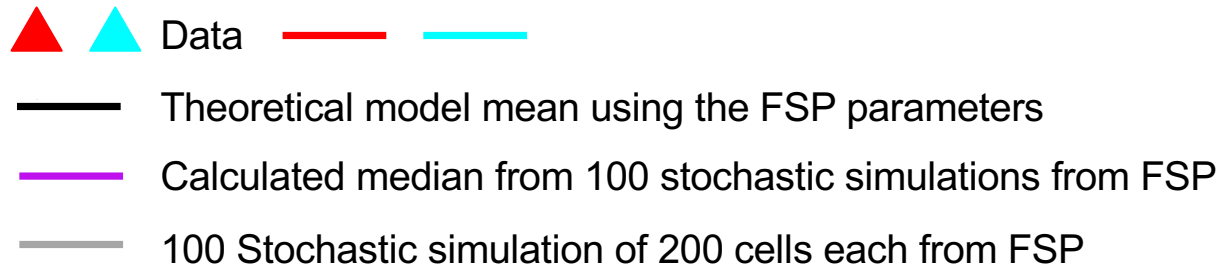 Data
Theoretical model mean using the FSP parameters
Calculated median from 100 stochastic simulations from FSP
100 Stochastic simulation of 200 cells each from FSP